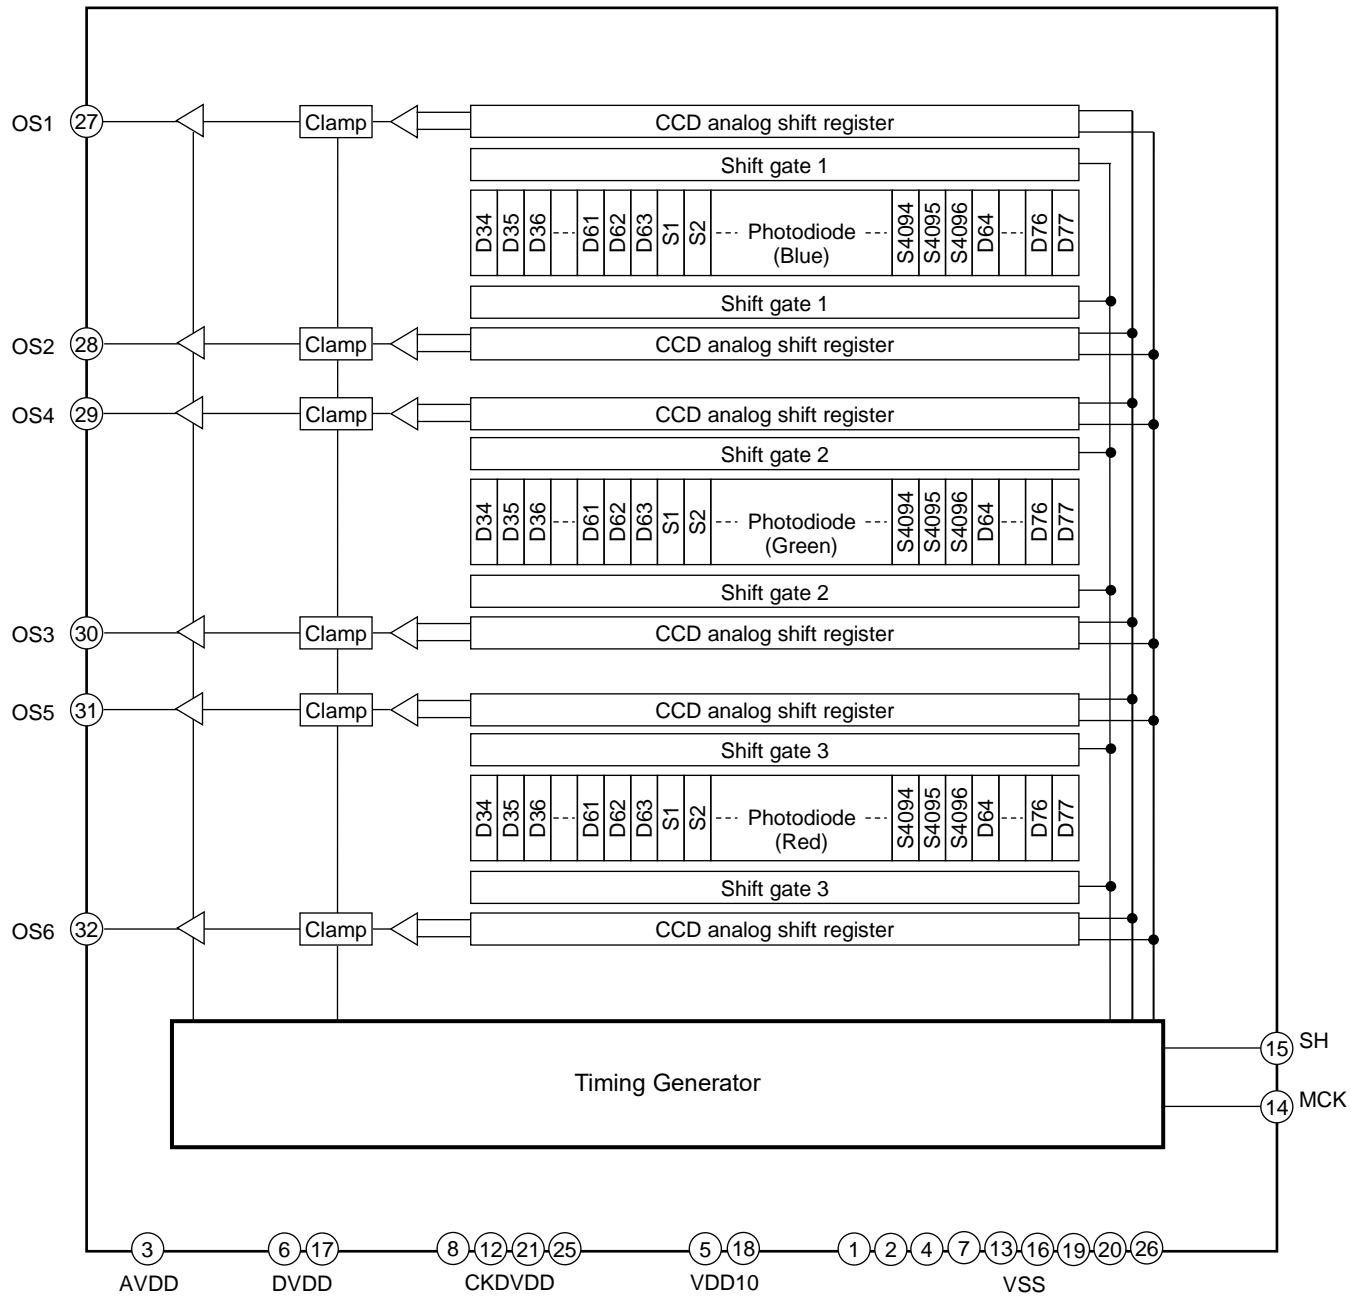 OS1 27 Clamp CCD analog shift register
Shift gate 1
D34 D35 D36 ---- D61 D62 D63 S1 S2 ---- Photodiode ---- S4094 S4095 S4096 D64 ---- D76 D77
(Blue)
Shift gate 1
OS2 28 Clamp CCD analog shift register
OS4 29 Clamp CCD analog shift register
Shift gate 2
D34 D35 D36 ---- D61 D62 D63 S1 S2 ---- Photodiode ---- S4094 S4095 S4096 D64 ---- D76 D77
(Green)
Shift gate 2
OS3 30 Clamp CCD analog shift register
OS5 31 Clamp CCD analog shift register
Shift gate 3
D34 D35 D36 ---- D61 D62 D63 S1 S2 ---- Photodiode ---- S4094 S4095 S4096 D64 ---- D76 D77
(Red)
Shift gate 3
OS6 32 Clamp CCD analog shift register
15 SH
Timing Generator
14 MCK
3 6 17 8 12 21 25 5 18 1 2 4 7 13 16 19 20 26
AVDD DVDD CKDVDD VDD10 VSS